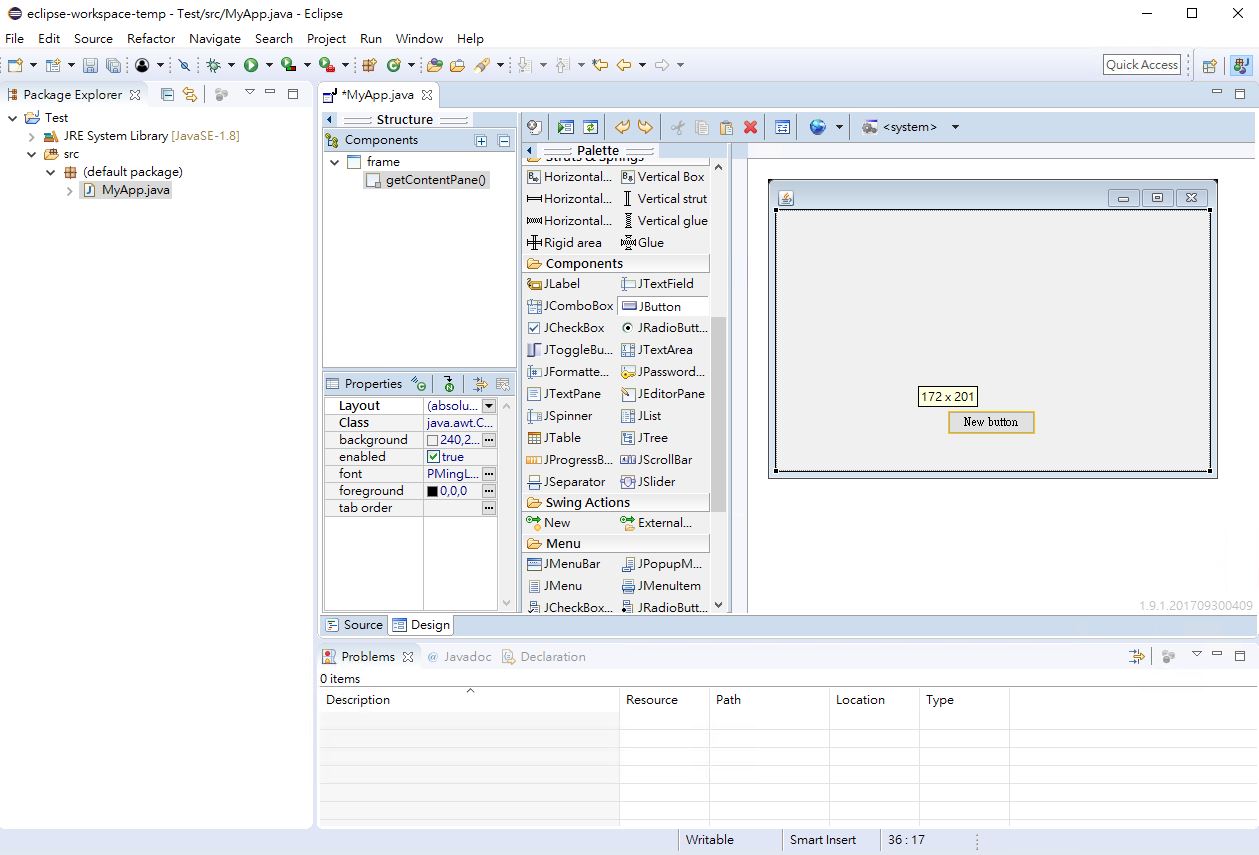 eclipse-workspace-temp - Test/src/MyApp.java - Eclipse
File Edit Source Refactor Navigate Search Project Run Window Help
Quick Access
Package Explorer
Test
JRE System Library [JavaSE-1.8]
src
(default package)
MyApp.java
*MyApp.java
Structure
Components
frame
getContentPane()
Properties
Layout (absolu...
Class java.awt.C...
background 240,2...
enabled true
font PMingL...
foreground 0,0,0
tab order
<system>
Palette
Struts & Springs
Horizontal... Vertical Box
Horizontal... Vertical strut
Horizontal... Vertical glue
Rigid area Glue
Components
JLabel JTextField
JComboBox JButton
JCheckBox JRadioButt...
JToggleBu... JTextArea
JFormatte... JPassword...
JTextPane JEditorPane
JSpinner JList
JTable JTree
JProgressB... JScrollBar
JSeparator JSlider
Swing Actions
New External...
Menu
JMenuBar JPopupM...
JMenu JMenuItem
JCheckBox... JRadioButt...
172 x 201
New button
1.9.1.201709300409
Source Design
Problems @ Javadoc Declaration
0 items
Description Resource Path Location Type
Writable Smart Insert 36 : 17